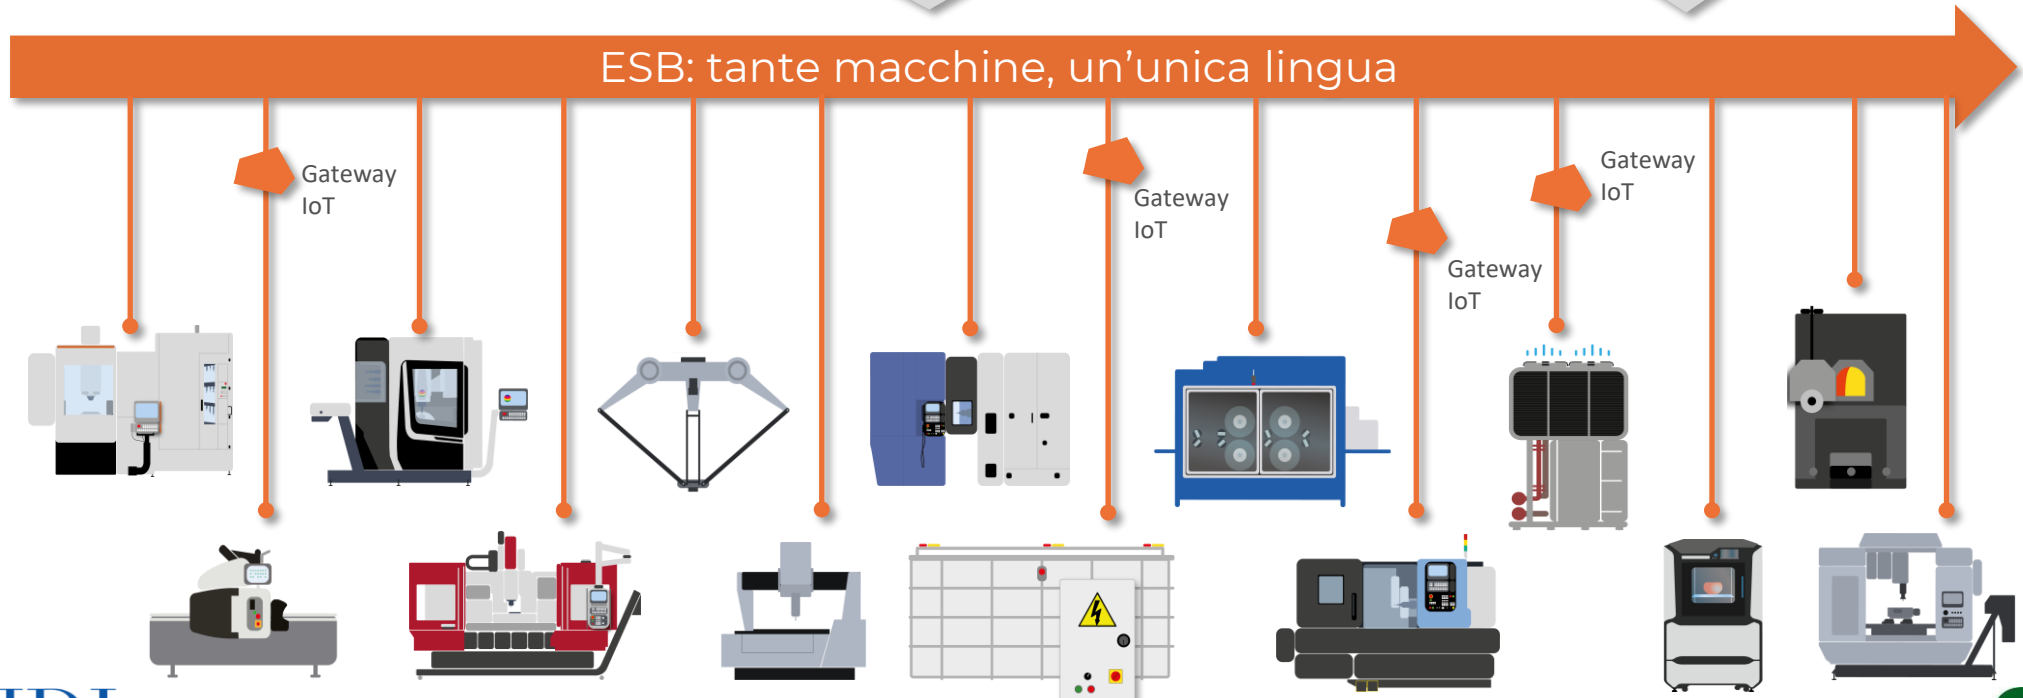 ESB: tante macchine, un’unica lingua
Gateway
IoT
Gateway
IoT
Gateway
IoT
Gateway
IoT